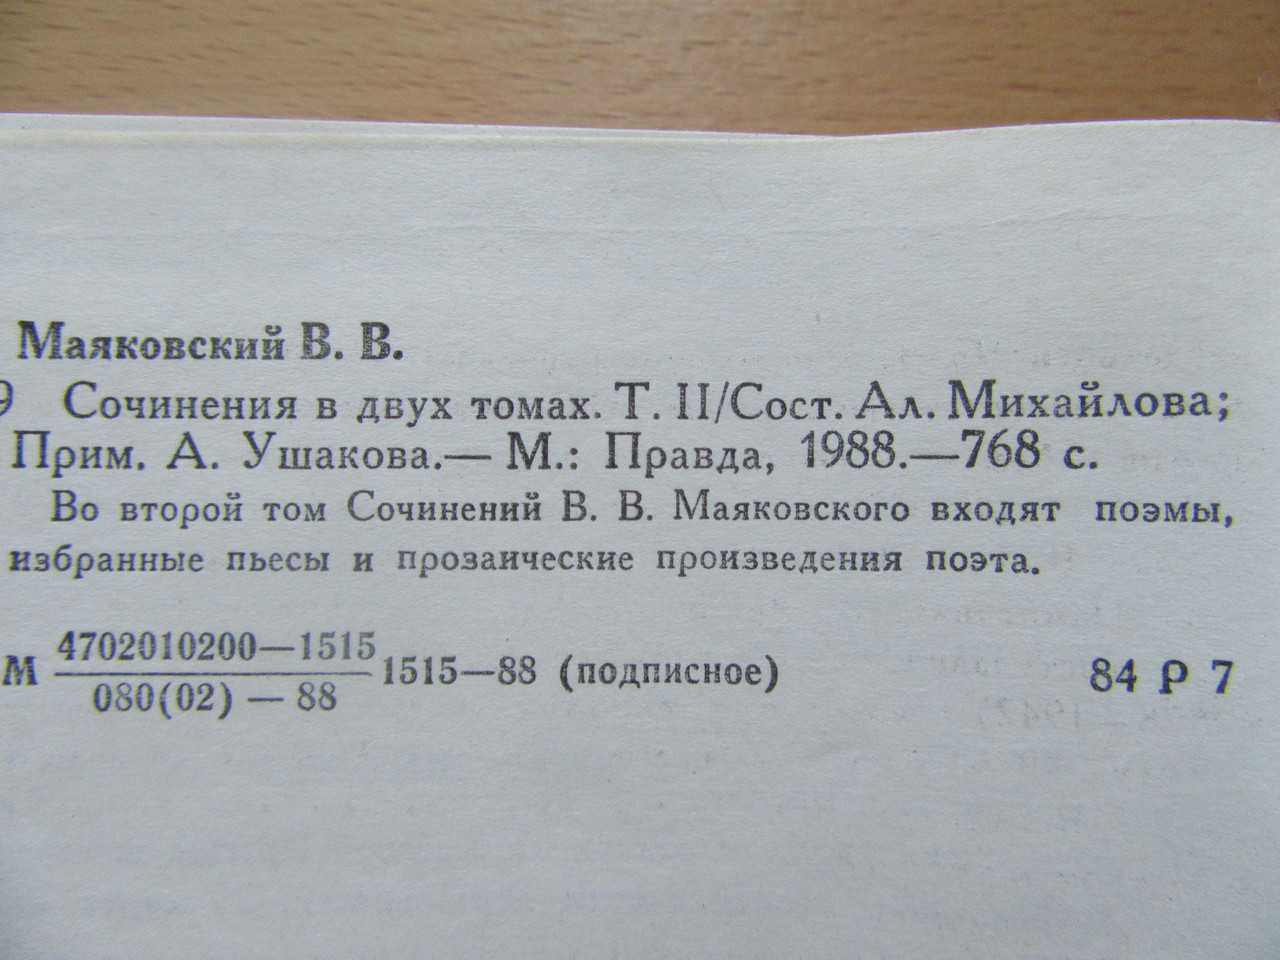 Маяковский В. В.
9 Сочинения в двух томах. Т. II/Сост. Ал. Михайлова;
Прим. А. Ушакова.— М.: Правда, 1988.—768 с.
Во второй том Сочинений В. В. Маяковского входят поэмы,
избранные пьесы и прозаические произведения поэта.
4702010200—1515
М 1515—88 (подписное) 84 Р 7
080(02) — 88